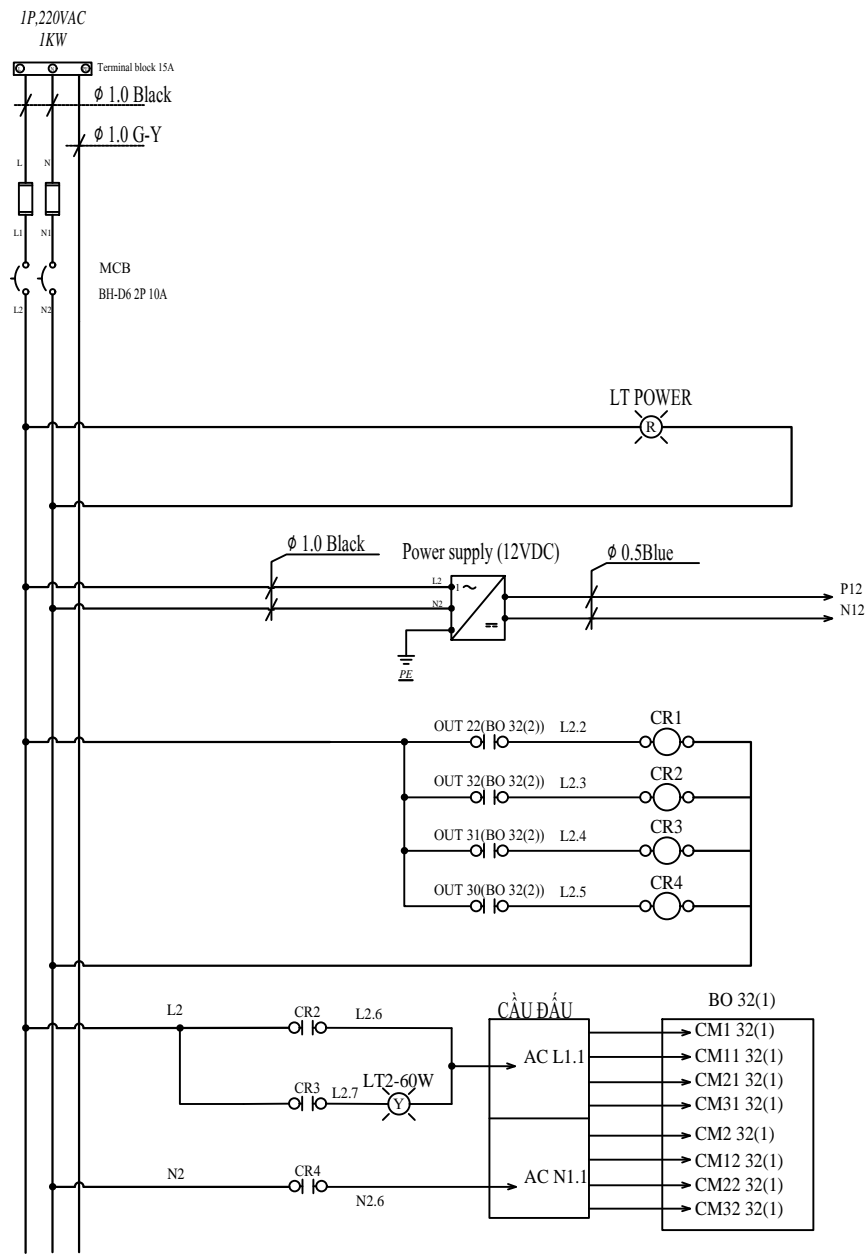 1P,220VAC
1KW
Terminal block 15A
ϕ 1.0 Black
ϕ 1.0 G-Y
L N
L1 N1
MCB
BH-D6 2P 10A
L2 N2
LT POWER
R
ϕ 1.0 Black
Power supply (12VDC)
ϕ 0.5Blue
L2 1 ~
P12
N2
N12
PE
OUT 22(BO 32(2)) L2.2 CR1
OUT 32(BO 32(2)) L2.3 CR2
OUT 31(BO 32(2)) L2.4 CR3
OUT 30(BO 32(2)) L2.5 CR4
L2 CR2 L2.6
CẦU ĐẤU
BO 32(1)
CM1 32(1)
AC L1.1
CM11 32(1)
CR3 L2.7 LT2-60W
Y
CM21 32(1)
CM31 32(1)
CM2 32(1)
N2 CR4 N2.6
AC N1.1
CM12 32(1)
CM22 32(1)
CM32 32(1)